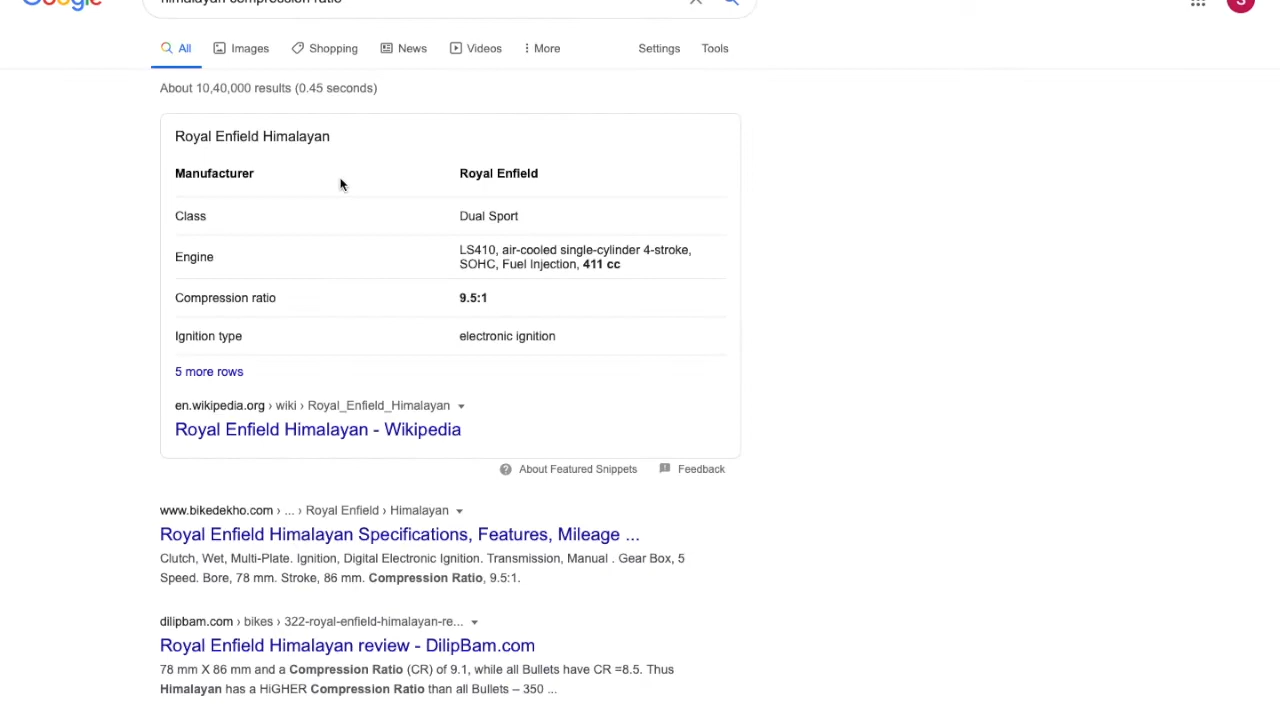 Google himalayan compression ratio S
All Images Shopping News Videos More Settings Tools
About 10,40,000 results (0.45 seconds)
Royal Enfield Himalayan
Manufacturer Royal Enfield
Class Dual Sport
Engine LS410, air-cooled single-cylinder 4-stroke,
SOHC, Fuel Injection, 411 cc
Compression ratio 9.5:1
Ignition type electronic ignition
5 more rows
en.wikipedia.org › wiki › Royal_Enfield_Himalayan
Royal Enfield Himalayan - Wikipedia
About Featured Snippets Feedback
www.bikedekho.com › ... › Royal Enfield › Himalayan
Royal Enfield Himalayan Specifications, Features, Mileage ...
Clutch, Wet, Multi-Plate. Ignition, Digital Electronic Ignition. Transmission, Manual . Gear Box, 5
Speed. Bore, 78 mm. Stroke, 86 mm. Compression Ratio, 9.5:1.
dilipbam.com › bikes › 322-royal-enfield-himalayan-re...
Royal Enfield Himalayan review - DilipBam.com
78 mm X 86 mm and a Compression Ratio (CR) of 9.1, while all Bullets have CR =8.5. Thus
Himalayan has a HiGHER Compression Ratio than all Bullets – 350 ...